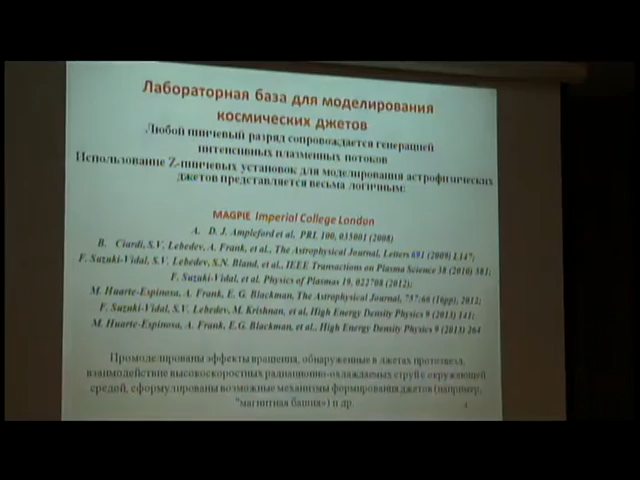 Лабораторная база для моделирования
космических джетов
Любой пинчевый разряд сопровождается генерацией
интенсивных плазменных потоков
Использование Z-пинчевых установок для моделирования астрофизических
джетов представляется весьма логичным:
MAGPIE Imperial College London
A. D. J. Ampleford et al, PRL 100, 035001 (2008)
B. Ciardi, S.V. Lebedev, A. Frank, et al., The Astrophysical Journal, Letters 691 (2009) L147;
F. Suzuki-Vidal, S.V. Lebedev, S.N. Bland, et al., IEEE Transactions on Plasma Science 38 (2010) 581;
F. Suzuki-Vidal, et al. Physics of Plasmas 19, 022708 (2012);
M. Huarte-Espinosa, A. Frank, E. G. Blackman, The Astrophysical Journal, 757:66 (16pp), 2012;
F. Suzuki-Vidal, S.V. Lebedev, M. Krishnan, et al, High Energy Density Physics 9 (2013) 141;
M. Huarte-Espinosa, A. Frank, E.G. Blackman, et al., High Energy Density Physics 9 (2013) 264
Промоделированы эффекты вращения, обнаруженные в джетах протозвезд,
взаимодействие высокоскоростных радиационно-охлаждаемых струй с окружающей
средой, сформулированы возможные механизмы формирования джетов (например,
"магнитная башня») и др.